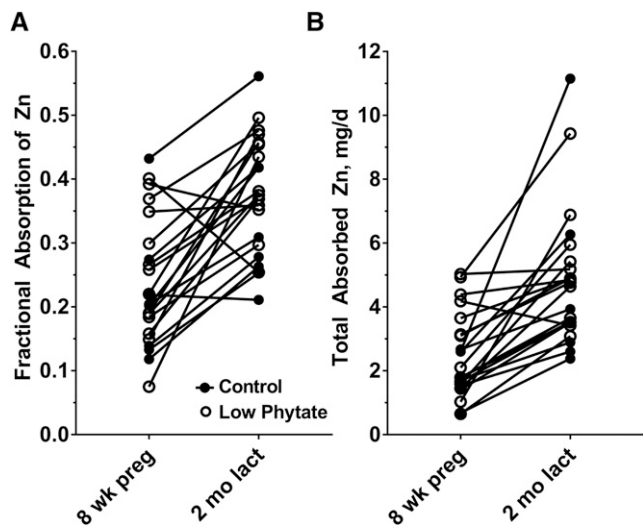 A
Fractional Absorption of Zn
0.6
0.5
0.4
0.3
0.2
0.1
0.0
Control
Low Phytate
8 wk preg
2 mo lact
B
Total Absorbed Zn, mg/d
12
10
8
6
4
2
0
8 wk preg
2 mo lact